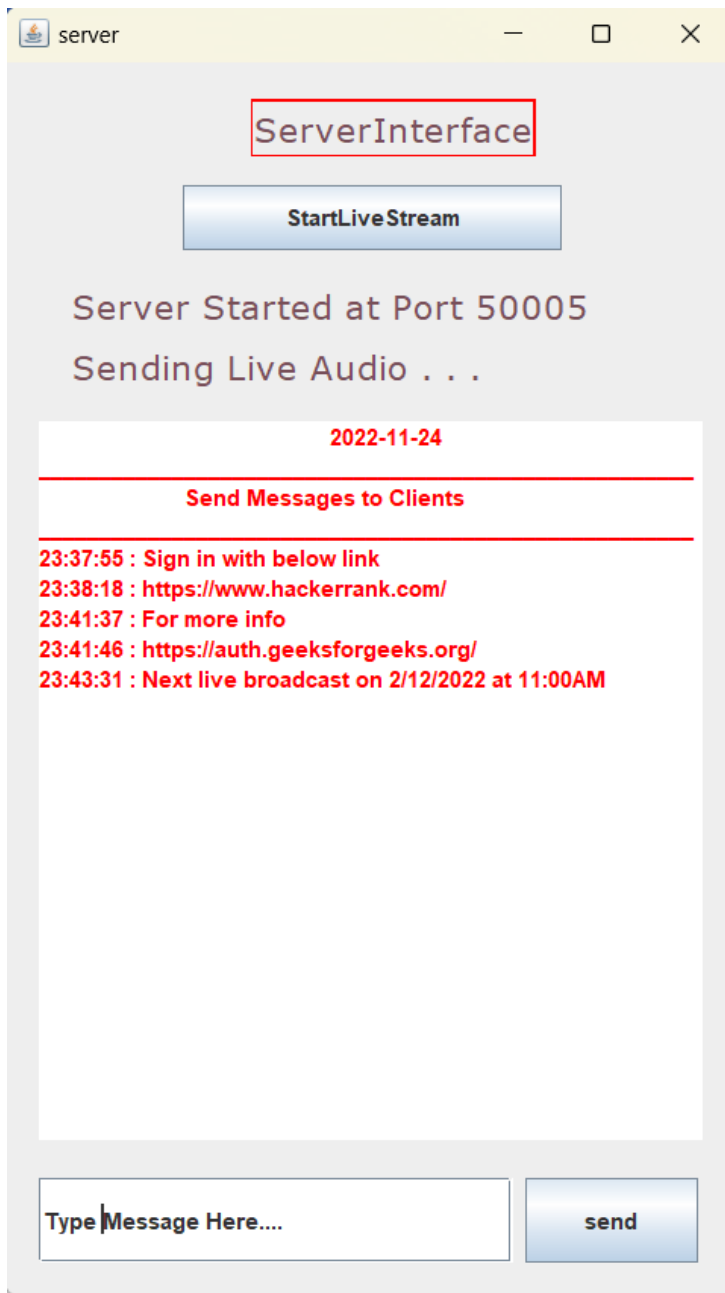 server
ServerInterface
StartLiveStream
Server Started at Port 50005
Sending Live Audio . . .
2022-11-24
Send Messages to Clients
23:37:55 : Sign in with below link
23:38:18 : https://www.hackerrank.com/
23:41:37 : For more info
23:41:46 : https://auth.geeksforgeeks.org/
23:43:31 : Next live broadcast on 2/12/2022 at 11:00AM
Type Message Here.... send